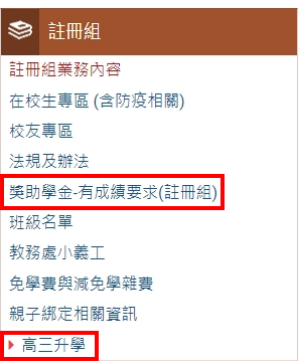 註冊組
註冊組業務內容
在校生專區 (含防疫相關)
校友專區
法規及辦法
獎助學金-有成績要求(註冊組)
班級名單
教務處小義工
免學費與減免學雜費
親子綁定相關資訊
高三升學